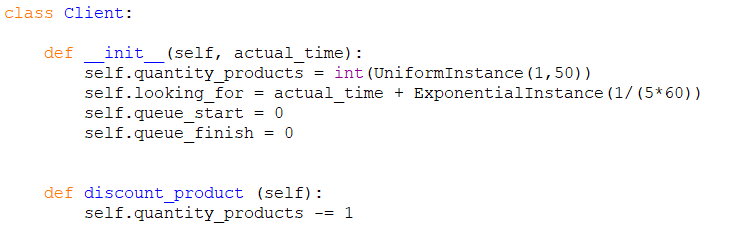 class Client:
    def __init__(self, actual_time):
        self.quantity_products = int(UniformInstance(1,50))
        self.looking_for = actual_time + ExponentialInstance(1/(5*60))
        self.queue_start = 0
        self.queue_finish = 0
    def discount_product (self):
        self.quantity_products -= 1